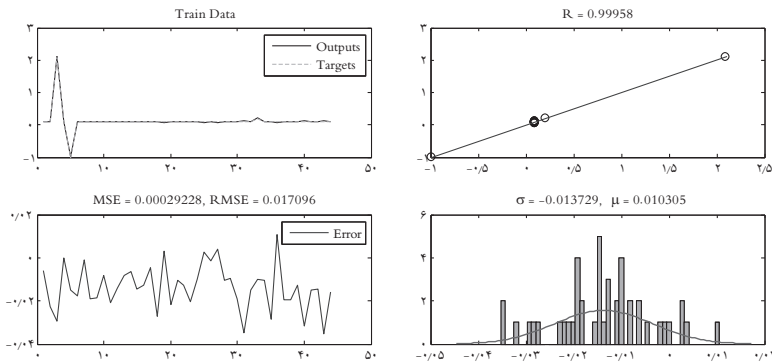 Train Data
۳
۲
۱
۰
−۱
Outputs
Targets
۰ ۱۰ ۲۰ ۳۰ ۴۰ ۵۰
R = 0.99958
۳
۲
۱
۰
−۱
−۱ −۰/۵ ۰ ۰/۵ ۱ ۱/۵ ۲ ۲/۵
MSE = 0.00029228, RMSE = 0.017096
۰/۰۲
۰
−۰/۰۲
−۰/۰۴
Error
۰ ۱۰ ۲۰ ۳۰ ۴۰ ۵۰
σ = -0.013729, μ = 0.010305
۶
۴
۲
۰
−۰/۰۵ −۰/۰۴ −۰/۰۳ −۰/۰۲ −۰/۰۱ ۰ ۰/۰۱